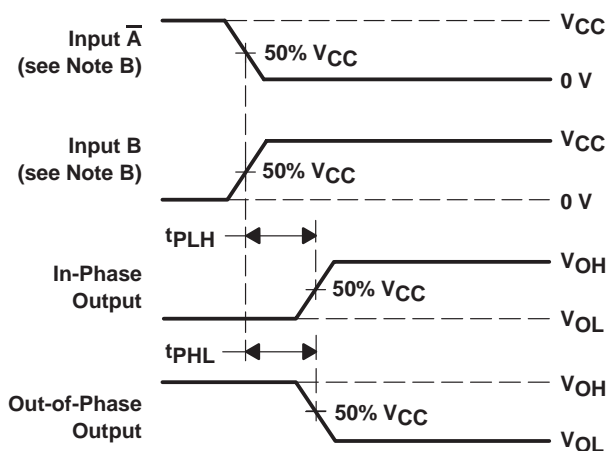 Input A̅
(see Note B)
50% VCC
VCC
0 V
Input B
(see Note B)
50% VCC
VCC
0 V
tPLH
In-Phase
Output
50% VCC
VOH
VOL
tPHL
Out-of-Phase
Output
50% VCC
VOH
VOL